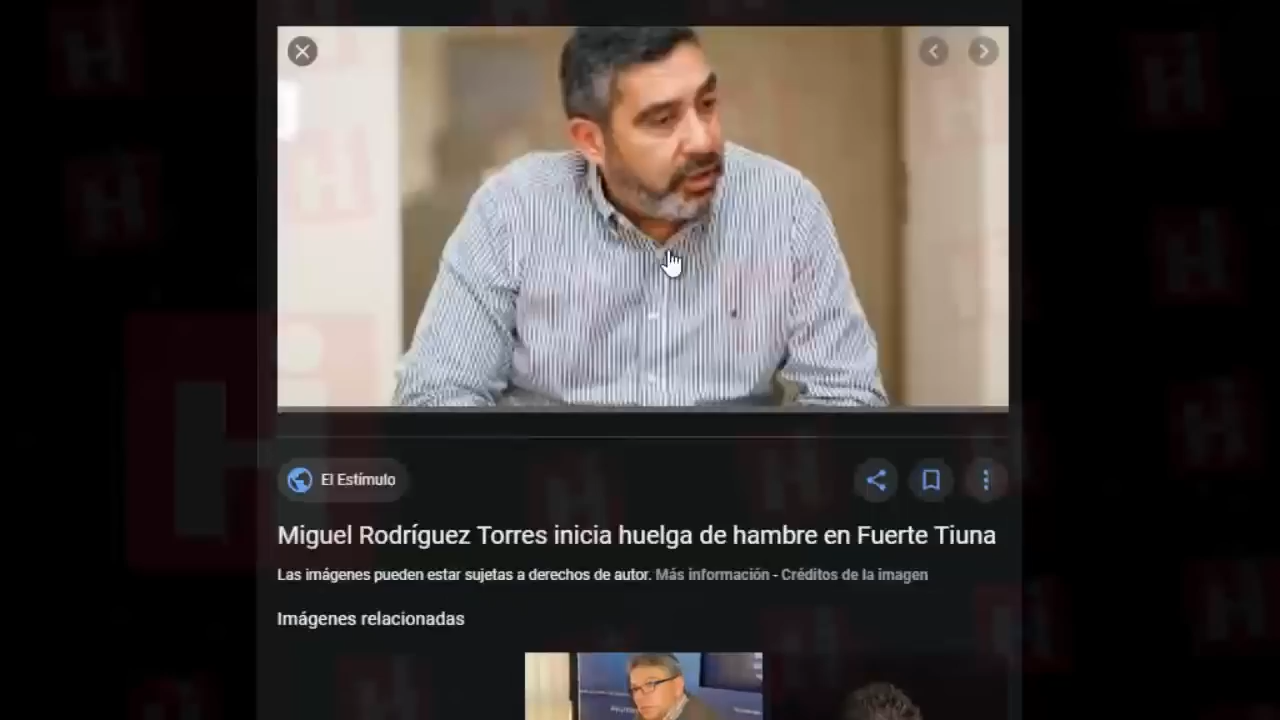 El Estímulo
Miguel Rodríguez Torres inicia huelga de hambre en Fuerte Tiuna
Las imágenes pueden estar sujetas a derechos de autor. Más información - Créditos de la imagen
Imágenes relacionadas